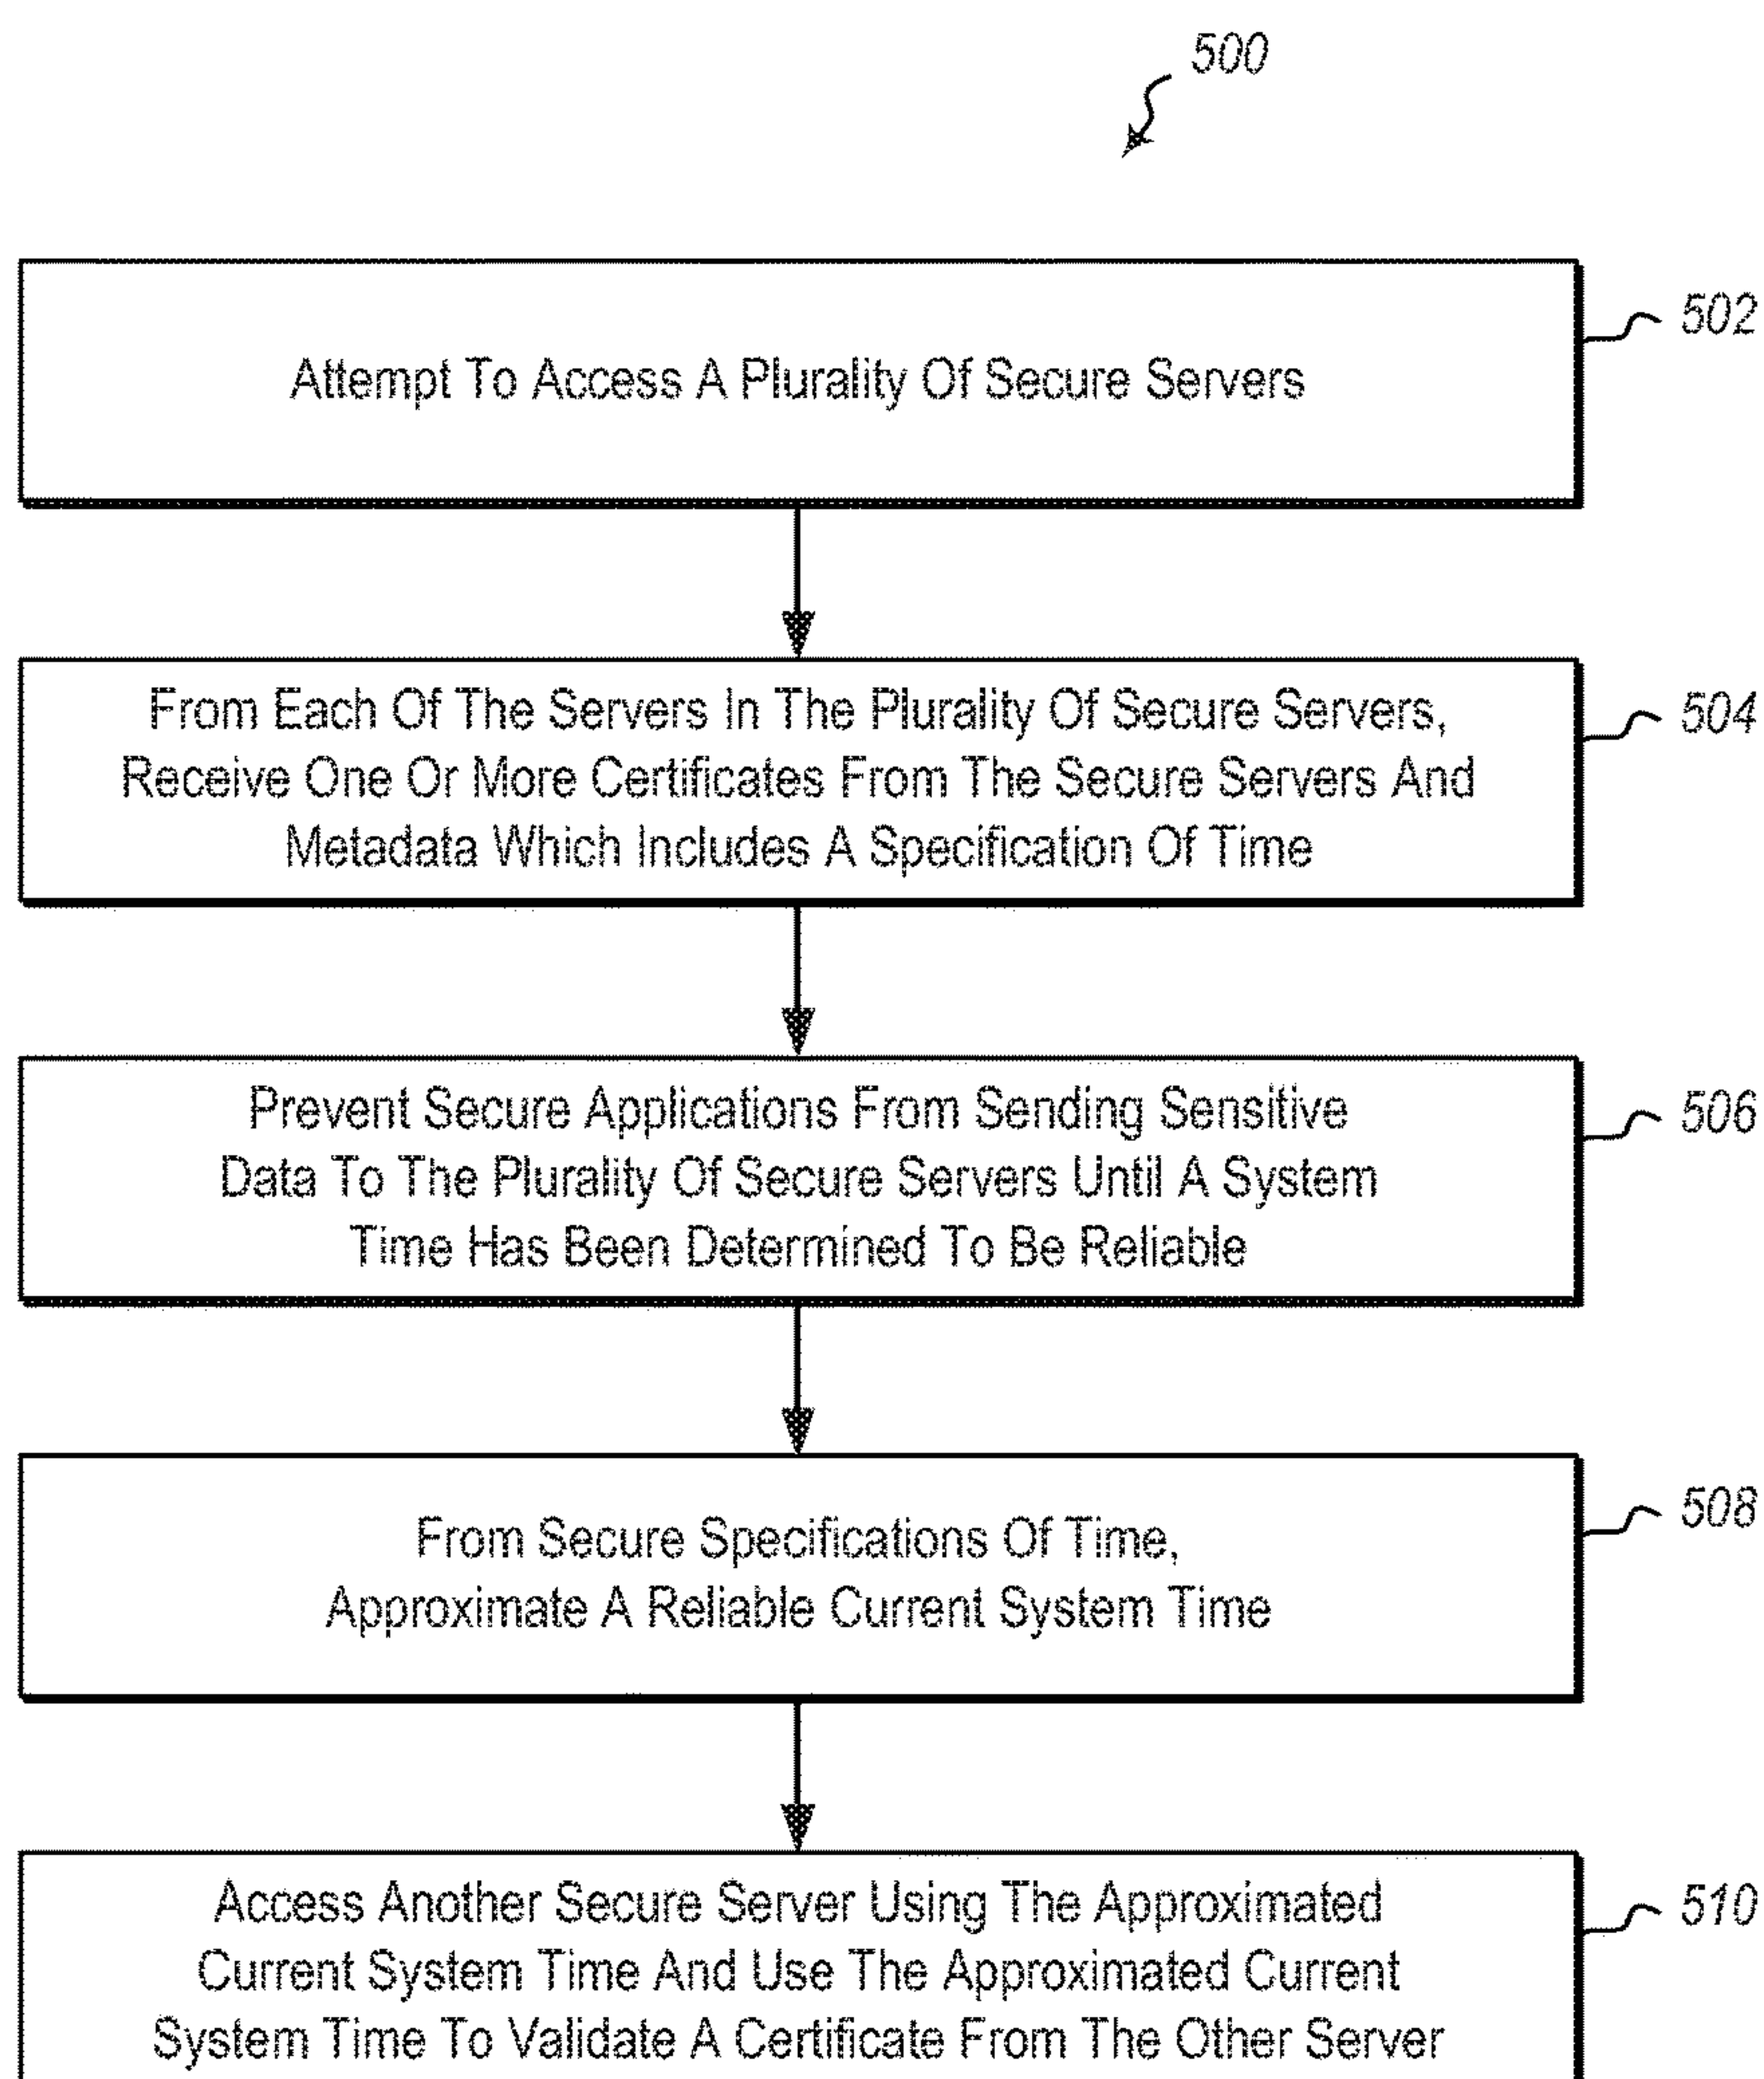 500
Attempt To Access A Plurality Of Secure Servers
502
From Each Of The Servers In The Plurality Of Secure Servers,
Receive One Or More Certificates From The Secure Servers And
Metadata Which Includes A Specification Of Time
504
Prevent Secure Applications From Sending Sensitive
Data To The Plurality Of Secure Servers Until A System
Time Has Been Determined To Be Reliable
506
From Secure Specifications Of Time,
Approximate A Reliable Current System Time
508
Access Another Secure Server Using The Approximated
Current System Time And Use The Approximated Current
System Time To Validate A Certificate From The Other Server
510